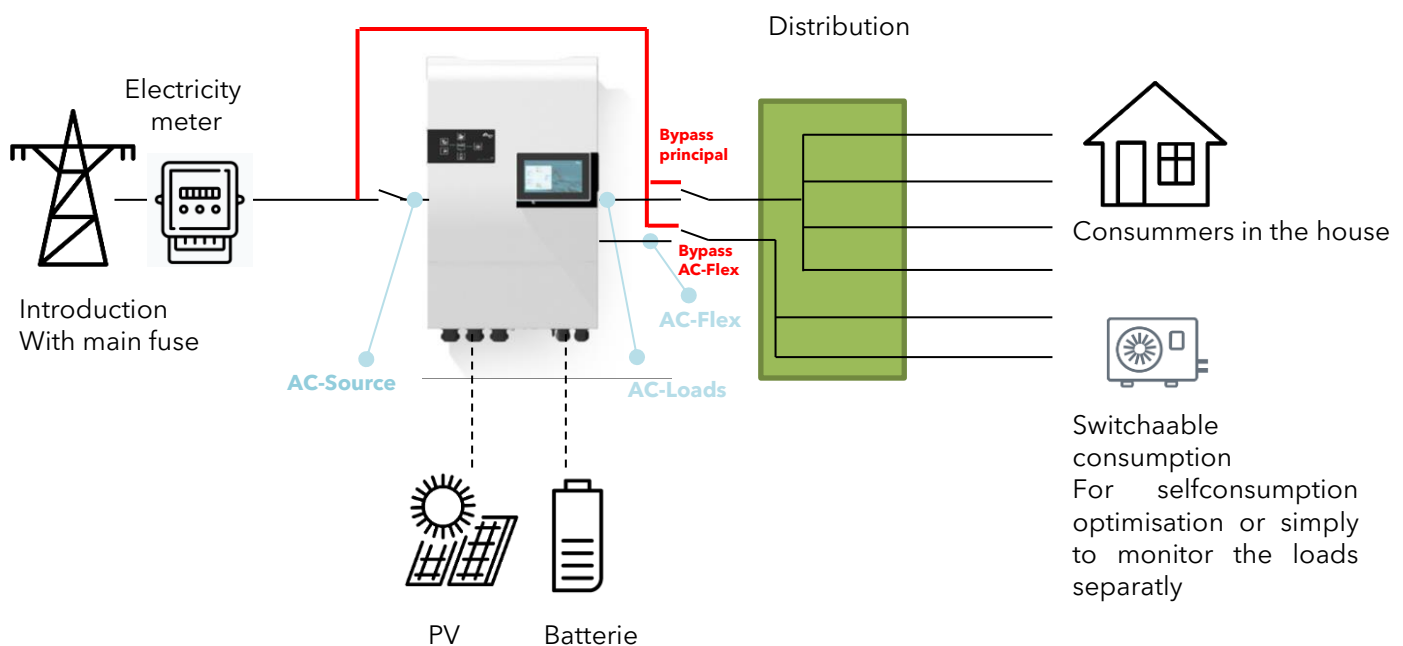 Distribution
Electricity
meter
Bypass
principal
Consummers in the house
Bypass
AC-Flex
Introduction
With main fuse
AC-Flex
AC-Source
AC-Loads
Switchaable
consumption
For selfconsumption
optimisation or simply
to monitor the loads
separatly
PV
Batterie